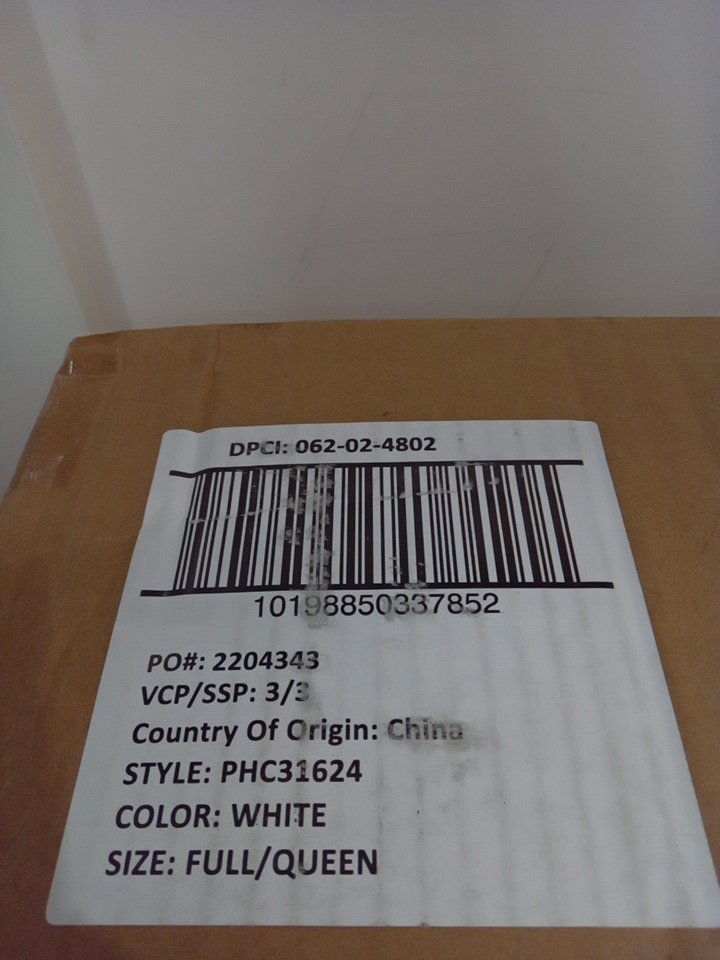 DPCI: 062-02-4802
10198850337852
PO#: 2204343
VCP/SSP: 3/3
Country Of Origin: China
STYLE: PHC31624
COLOR: WHITE
SIZE: FULL/QUEEN